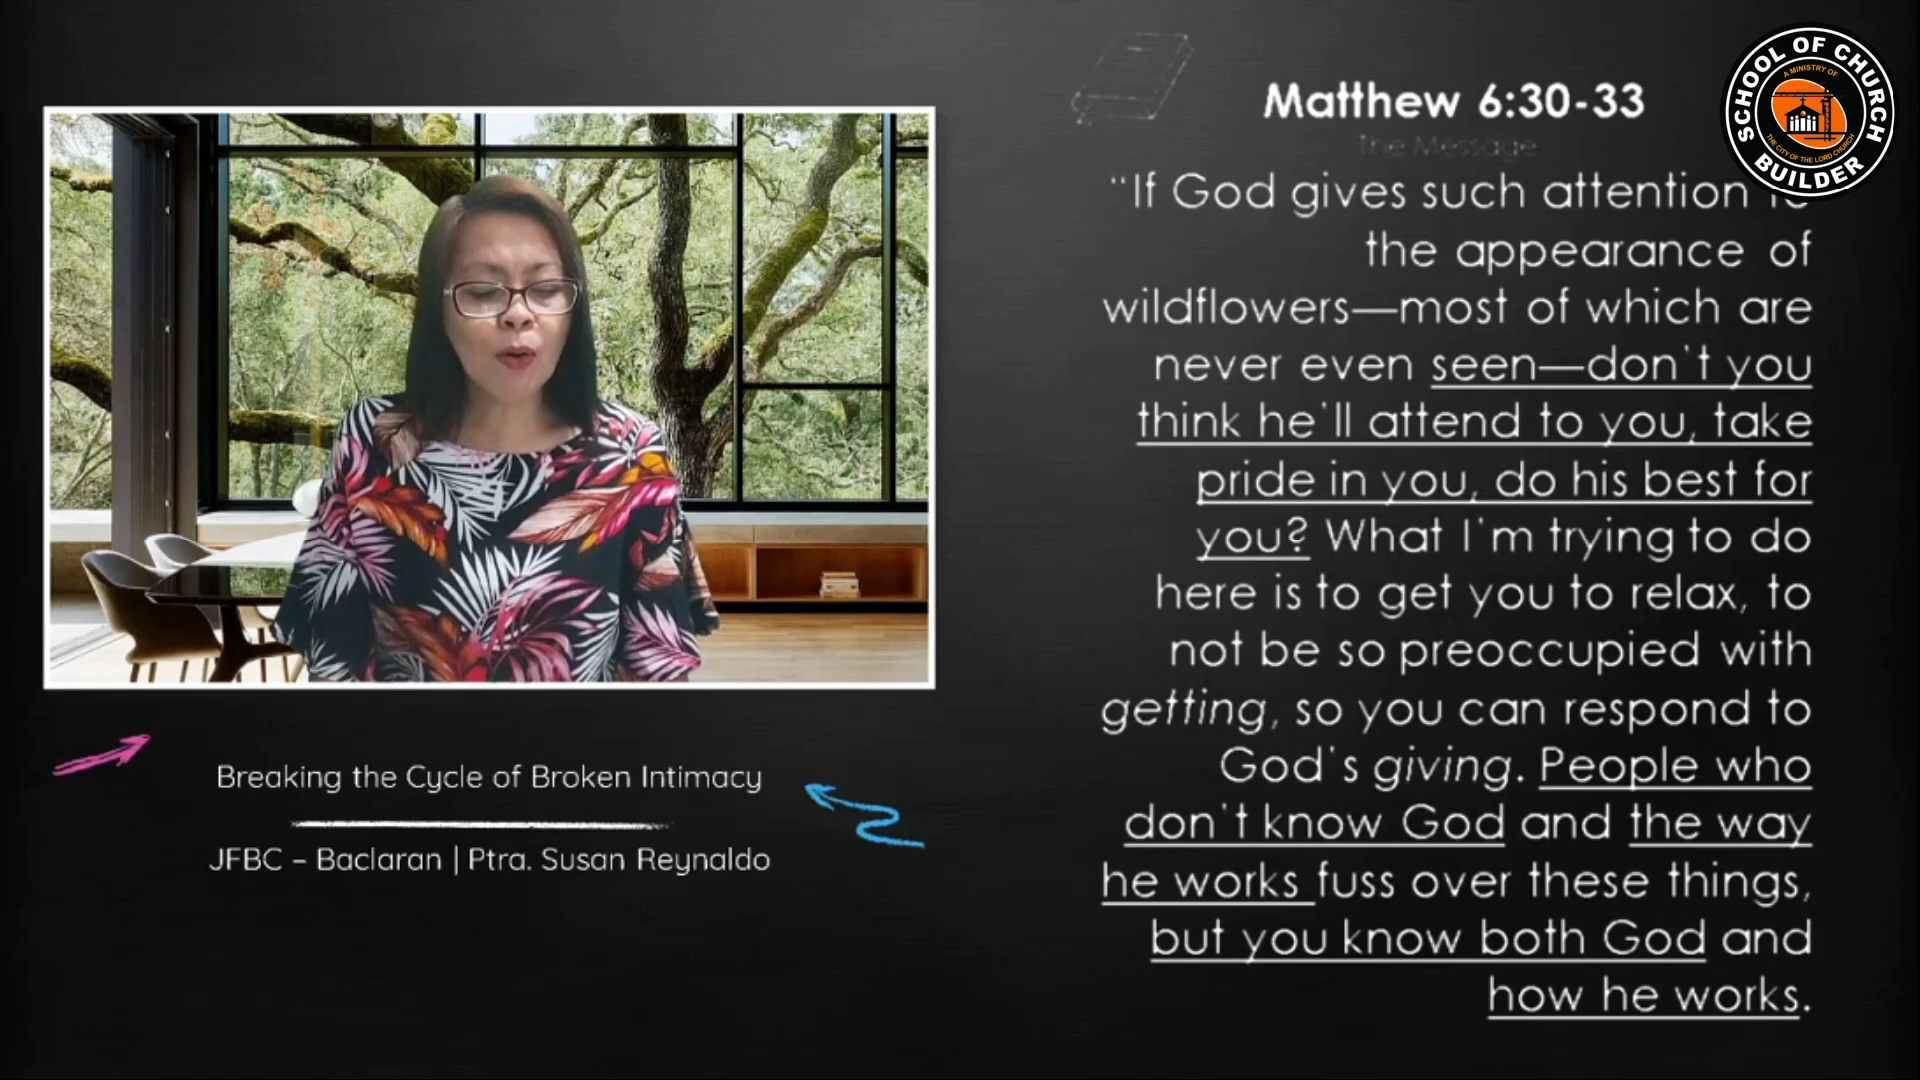 Matthew 6:30-33
The Message
“If God gives such attention to
the appearance of
wildflowers—most of which are
never even seen—don't you
think he'll attend to you, take
pride in you, do his best for
you? What I'm trying to do
here is to get you to relax, to
not be so preoccupied with
getting, so you can respond to
God's giving. People who
don't know God and the way
he works fuss over these things,
but you know both God and
how he works.
Breaking the Cycle of Broken Intimacy
JFBC – Baclaran | Ptra. Susan Reynaldo
SCHOOL OF CHURCH
BUILDER
A MINISTRY OF
THE CITY OF THE LORD CHURCH